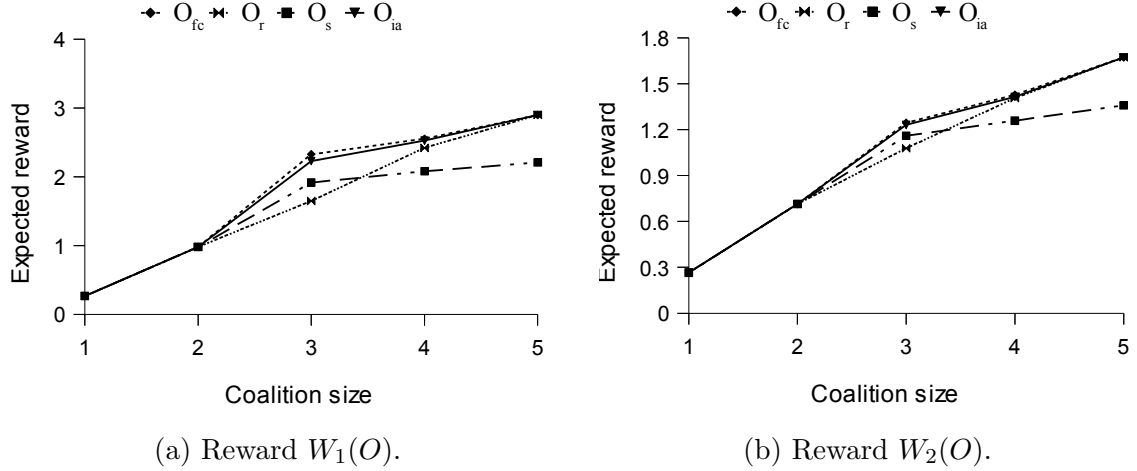 O_fc O_r O_s O_ia
4
3
2
1
0
Expected reward
1 2 3 4 5
Coalition size
(a) Reward W_1(O).
O_fc O_r O_s O_ia
1.8
1.5
1.2
0.9
0.6
0.3
0
Expected reward
1 2 3 4 5
Coalition size
(b) Reward W_2(O).